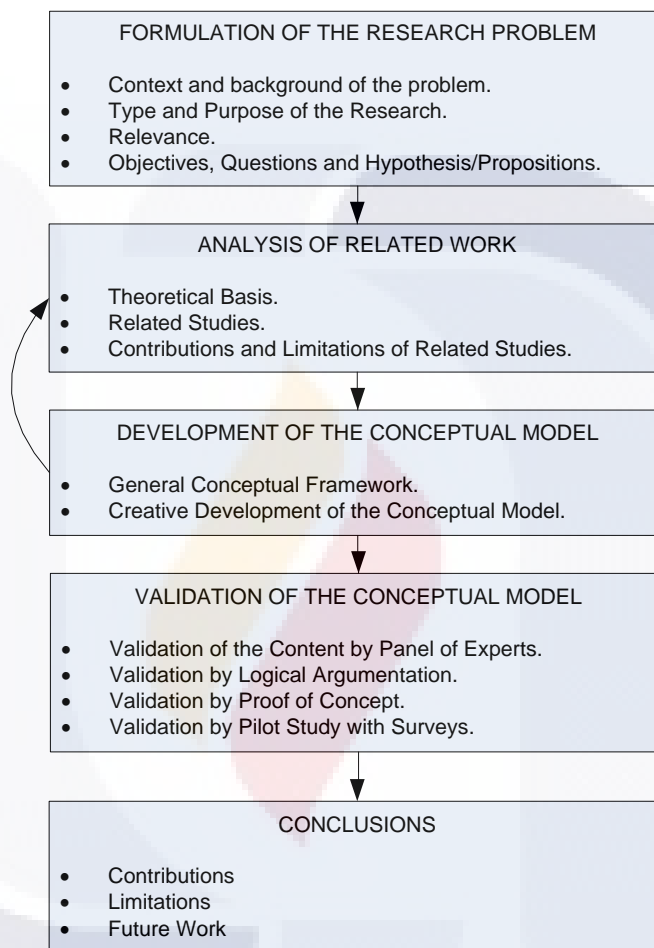 FORMULATION OF THE RESEARCH PROBLEM
• Context and background of the problem.
• Type and Purpose of the Research.
• Relevance.
• Objectives, Questions and Hypothesis/Propositions.
ANALYSIS OF RELATED WORK
• Theoretical Basis.
• Related Studies.
• Contributions and Limitations of Related Studies.
DEVELOPMENT OF THE CONCEPTUAL MODEL
• General Conceptual Framework.
• Creative Development of the Conceptual Model.
VALIDATION OF THE CONCEPTUAL MODEL
• Validation of the Content by Panel of Experts.
• Validation by Logical Argumentation.
• Validation by Proof of Concept.
• Validation by Pilot Study with Surveys.
CONCLUSIONS
• Contributions
• Limitations
• Future Work